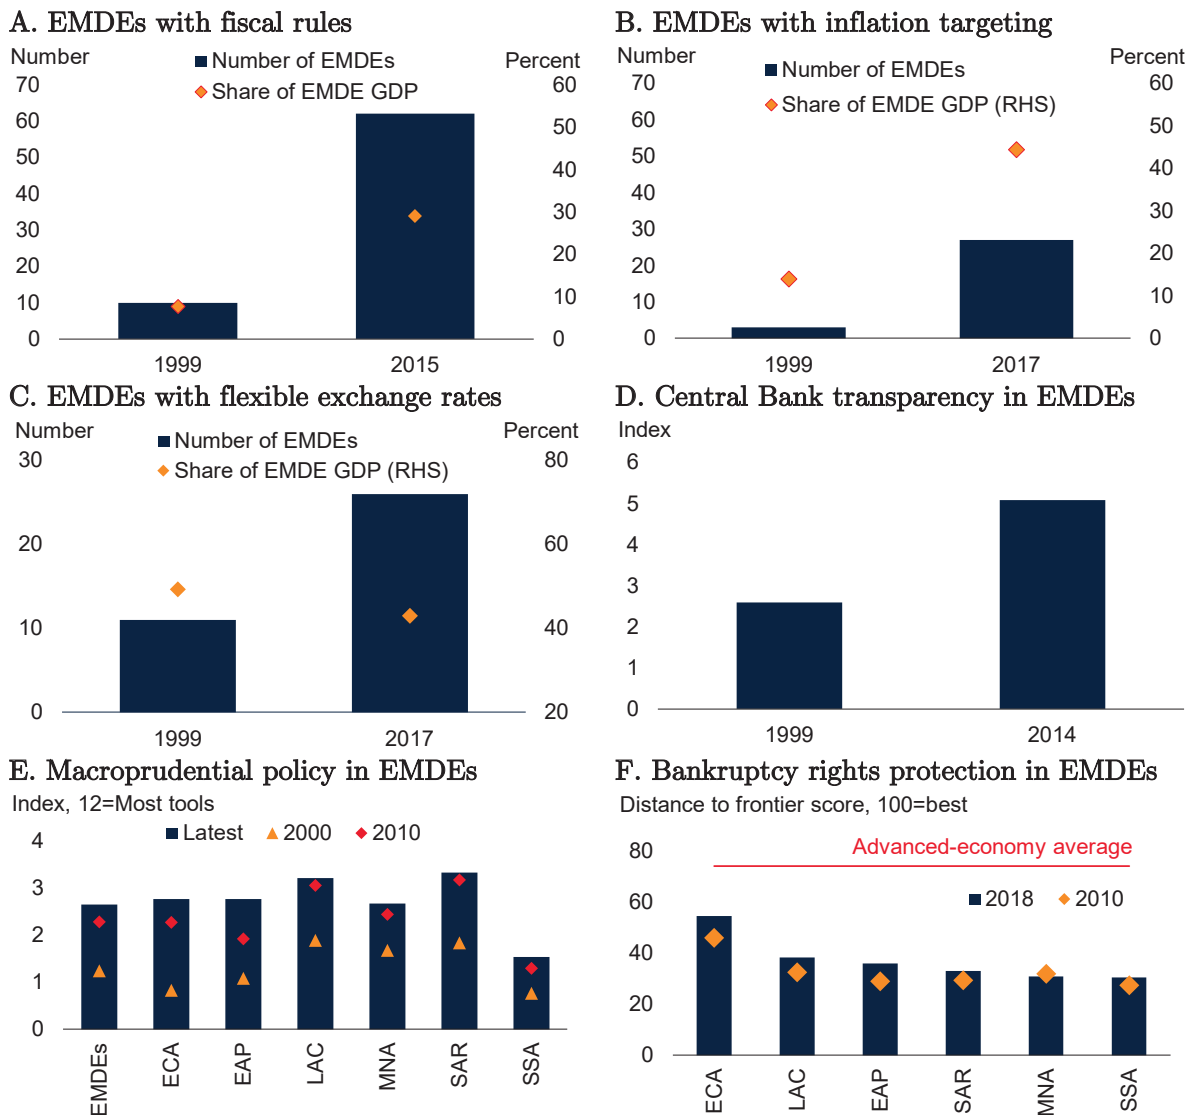 A. EMDEs with fiscal rules
Number
Percent
Number of EMDEs
Share of EMDE GDP
70
60
50
40
30
20
10
0
60
50
40
30
20
10
0
1999
2015
B. EMDEs with inflation targeting
Number
Percent
Number of EMDEs
Share of EMDE GDP (RHS)
70
60
50
40
30
20
10
0
60
50
40
30
20
10
0
1999
2017
C. EMDEs with flexible exchange rates
Number
Percent
Number of EMDEs
Share of EMDE GDP (RHS)
30
20
10
0
80
60
40
20
1999
2017
D. Central Bank transparency in EMDEs
Index
6
5
4
3
2
1
0
1999
2014
E. Macroprudential policy in EMDEs
Index, 12=Most tools
Latest
2000
2010
4
3
2
1
0
EMDEs
ECA
EAP
LAC
MNA
SAR
SSA
F. Bankruptcy rights protection in EMDEs
Distance to frontier score, 100=best
Advanced-economy average
2018
2010
80
60
40
20
0
ECA
LAC
EAP
SAR
MNA
SSA